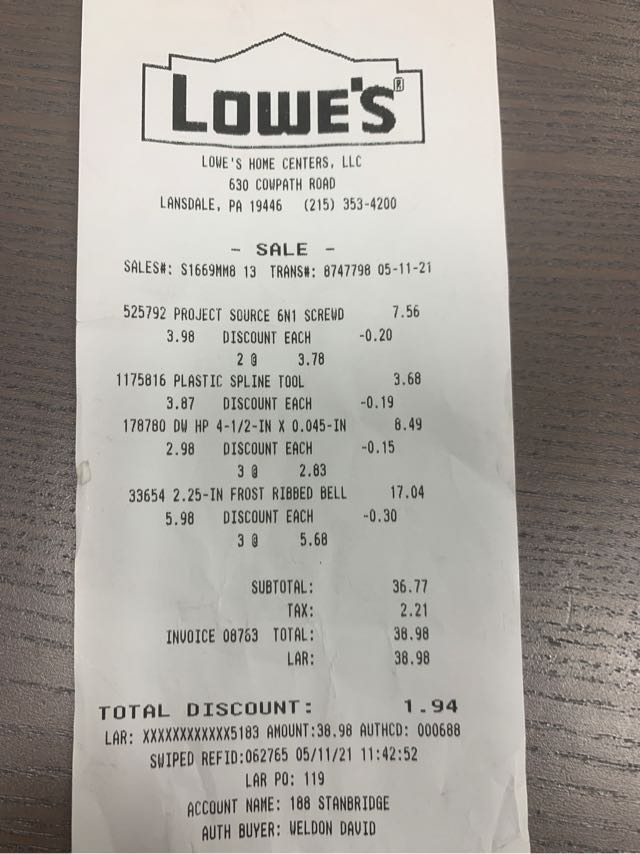 LOWE'S®
LOWE'S HOME CENTERS, LLC
630 COWPATH ROAD
LANSDALE, PA 19446 (215) 353-4200
- SALE -
SALES#: S1669MM8 13 TRANS#: 8747798 05-11-21
525792 PROJECT SOURCE 6N1 SCREWD 7.56
3.98 DISCOUNT EACH -0.20
2 @ 3.78
1175816 PLASTIC SPLINE TOOL 3.68
3.87 DISCOUNT EACH -0.19
178780 DW HP 4-1/2-IN X 0.045-IN 8.49
2.98 DISCOUNT EACH -0.15
3 @ 2.83
33654 2.25-IN FROST RIBBED BELL 17.04
5.98 DISCOUNT EACH -0.30
3 @ 5.68
SUBTOTAL: 36.77
TAX: 2.21
INVOICE 08763 TOTAL: 38.98
LAR: 38.98
TOTAL DISCOUNT: 1.94
LAR: XXXXXXXXXXXX5183 AMOUNT:38.98 AUTHCD: 000688
SWIPED REFID:062765 05/11/21 11:42:52
LAR PO: 119
ACCOUNT NAME: 188 STANBRIDGE
AUTH BUYER: WELDON DAVID